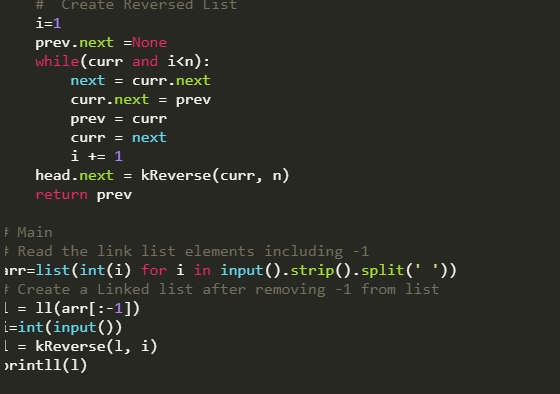 #  Create Reversed List
i=1
prev.next =None
while(curr and i<n):
next = curr.next
curr.next = prev
prev = curr
curr = next
i += 1
head.next = kReverse(curr, n)
return prev
# Main
# Read the link list elements including -1
arr=list(int(i) for i in input().strip().split(' '))
# Create a Linked list after removing -1 from list
l = ll(arr[:-1])
i=int(input())
l = kReverse(l, i)
printll(l)